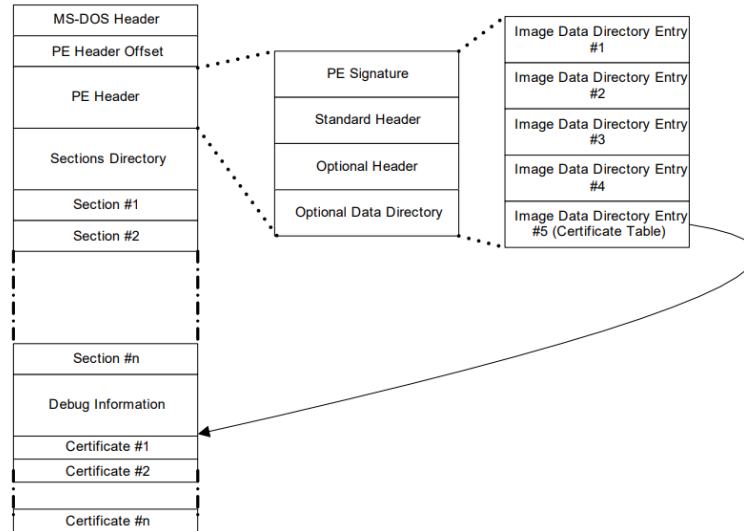 MS-DOS Header
PE Header Offset
PE Header
Sections Directory
Section #1
Section #2
Section #n
Debug Information
Certificate #1
Certificate #2
Certificate #n
PE Signature
Standard Header
Optional Header
Optional Data Directory
Image Data Directory Entry
#1
Image Data Directory Entry
#2
Image Data Directory Entry
#3
Image Data Directory Entry
#4
Image Data Directory Entry
#5 (Certificate Table)